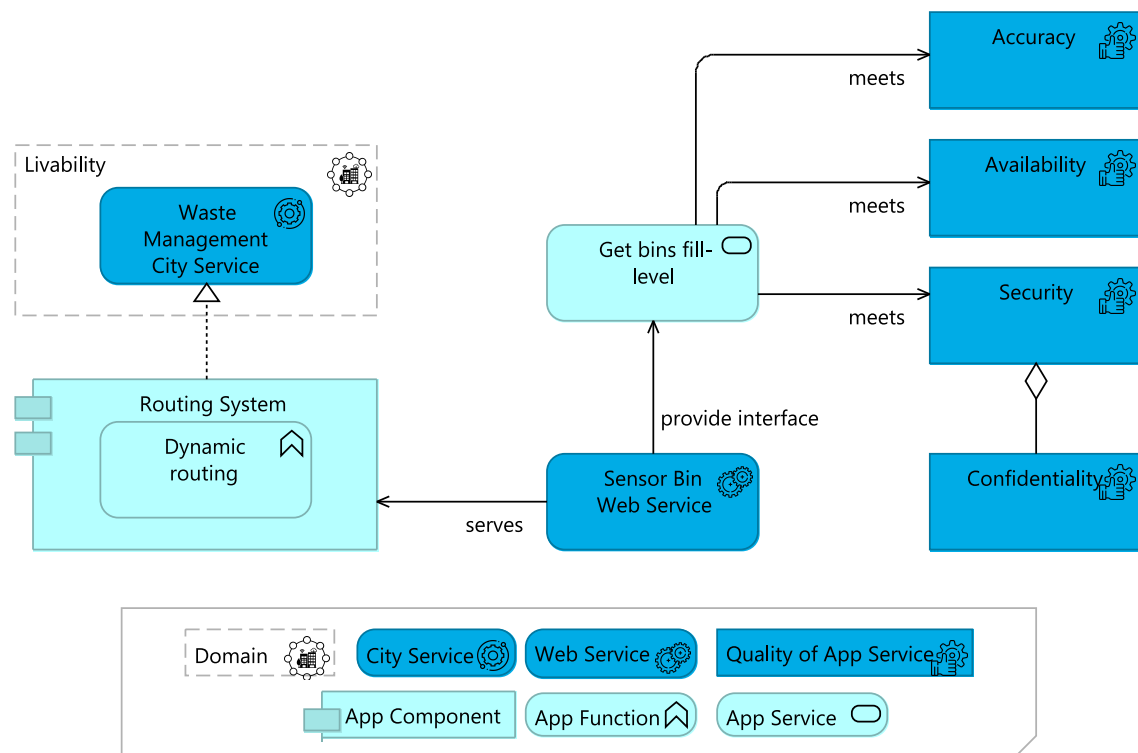 Accuracy
meets
Livability
Waste
Management
City Service
Availability
meets
Get bins fill-
level
Security
meets
Routing System
Dynamic
routing
provide interface
Sensor Bin
Web Service
serves
Confidentiality
Domain
City Service
Web Service
Quality of App Service
App Component
App Function
App Service